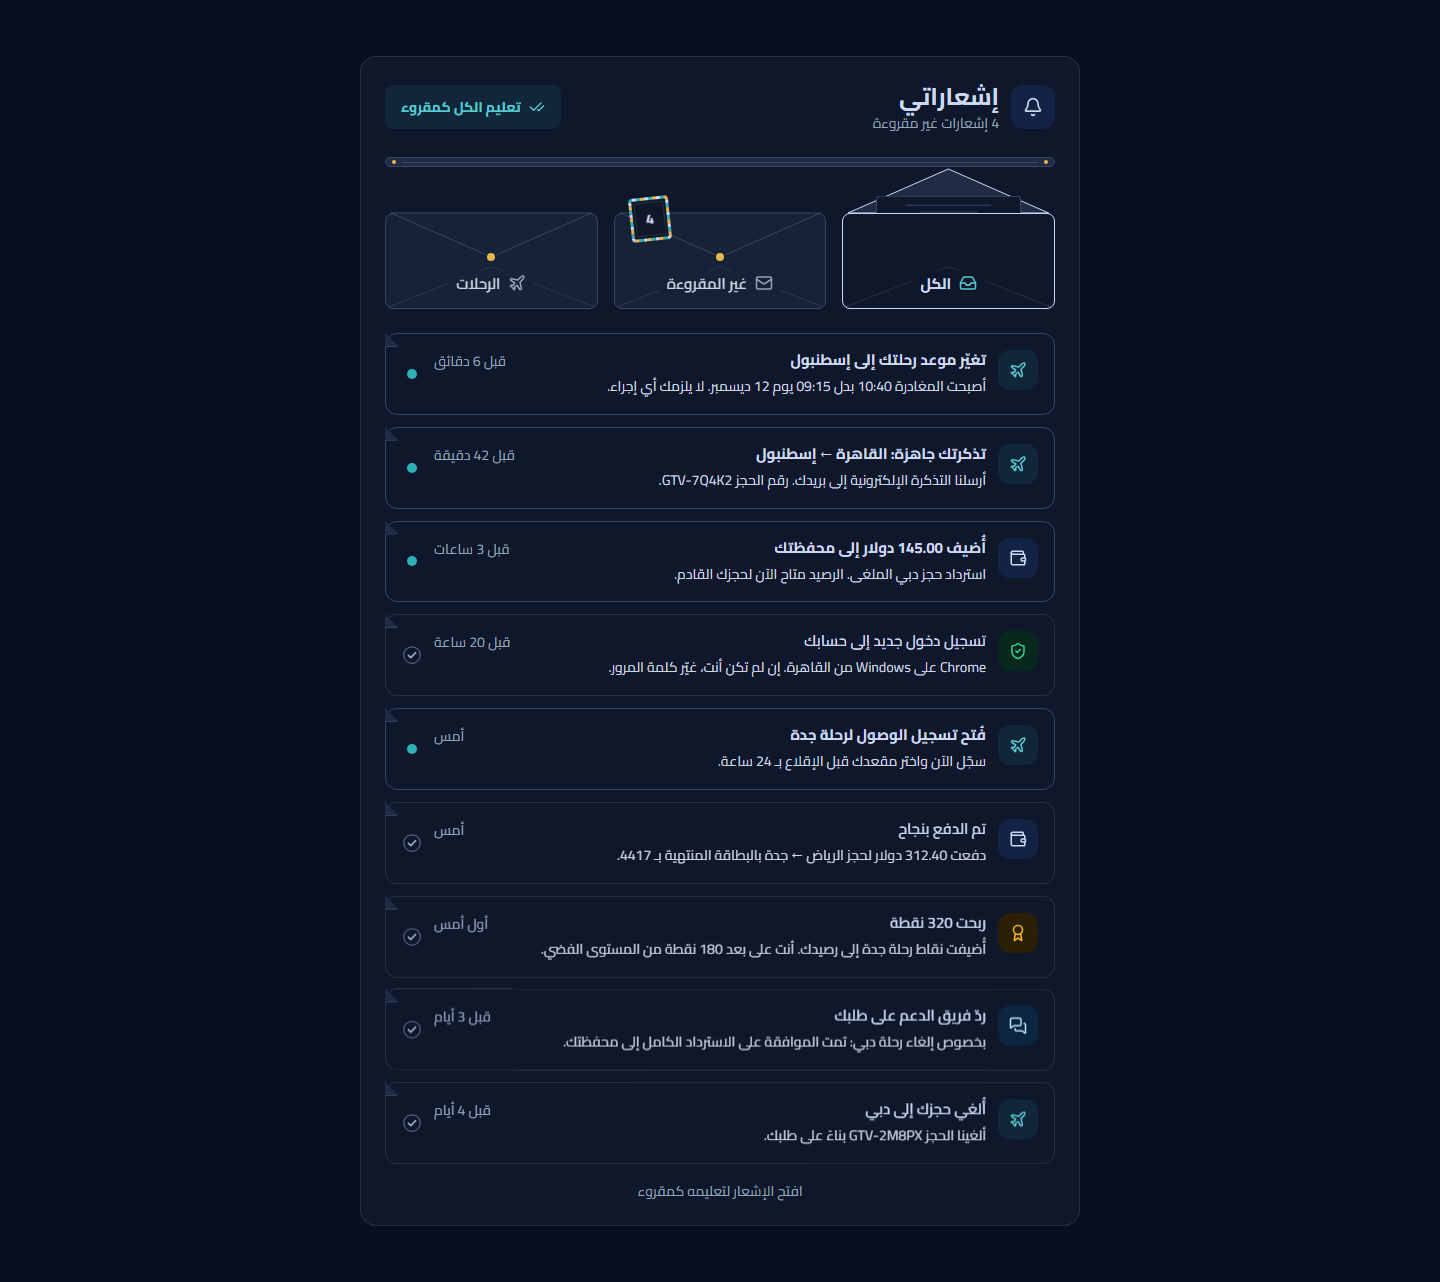 إشعاراتي
4 إشعارات غير مقروءة
تعليم الكل كمقروء
الكل
4
غير المقروءة
الرحلات
تغيّر موعد رحلتك إلى إسطنبول
قبل 6 دقائق
أصبحت المغادرة 10:40 بدل 09:15 يوم 12 ديسمبر. لا يلزمك أي إجراء.
تذكرتك جاهزة: القاهرة ← إسطنبول
قبل 42 دقيقة
أرسلنا التذكرة الإلكترونية إلى بريدك. رقم الحجز GTV-7Q4K2.
أُضيف 145.00 دولار إلى محفظتك
قبل 3 ساعات
استرداد حجز دبي الملغى. الرصيد متاح الآن لحجزك القادم.
تسجيل دخول جديد إلى حسابك
قبل 20 ساعة
Chrome على Windows من القاهرة. إن لم تكن أنت، غيّر كلمة المرور.
فُتح تسجيل الوصول لرحلة جدة
أمس
سجّل الآن واختر مقعدك قبل الإقلاع بـ 24 ساعة.
تم الدفع بنجاح
أمس
دفعت 312.40 دولار لحجز الرياض ← جدة بالبطاقة المنتهية بـ 4417.
ربحت 320 نقطة
أول أمس
أُضيفت نقاط رحلة جدة إلى رصيدك. أنت على بعد 180 نقطة من المستوى الفضي.
ردّ فريق الدعم على طلبك
قبل 3 أيام
بخصوص إلغاء رحلة دبي: تمت الموافقة على الاسترداد الكامل إلى محفظتك.
أُلغي حجزك إلى دبي
قبل 4 أيام
ألغينا الحجز GTV-2M8PX بناءً على طلبك.
افتح الإشعار لتعليمه كمقروء